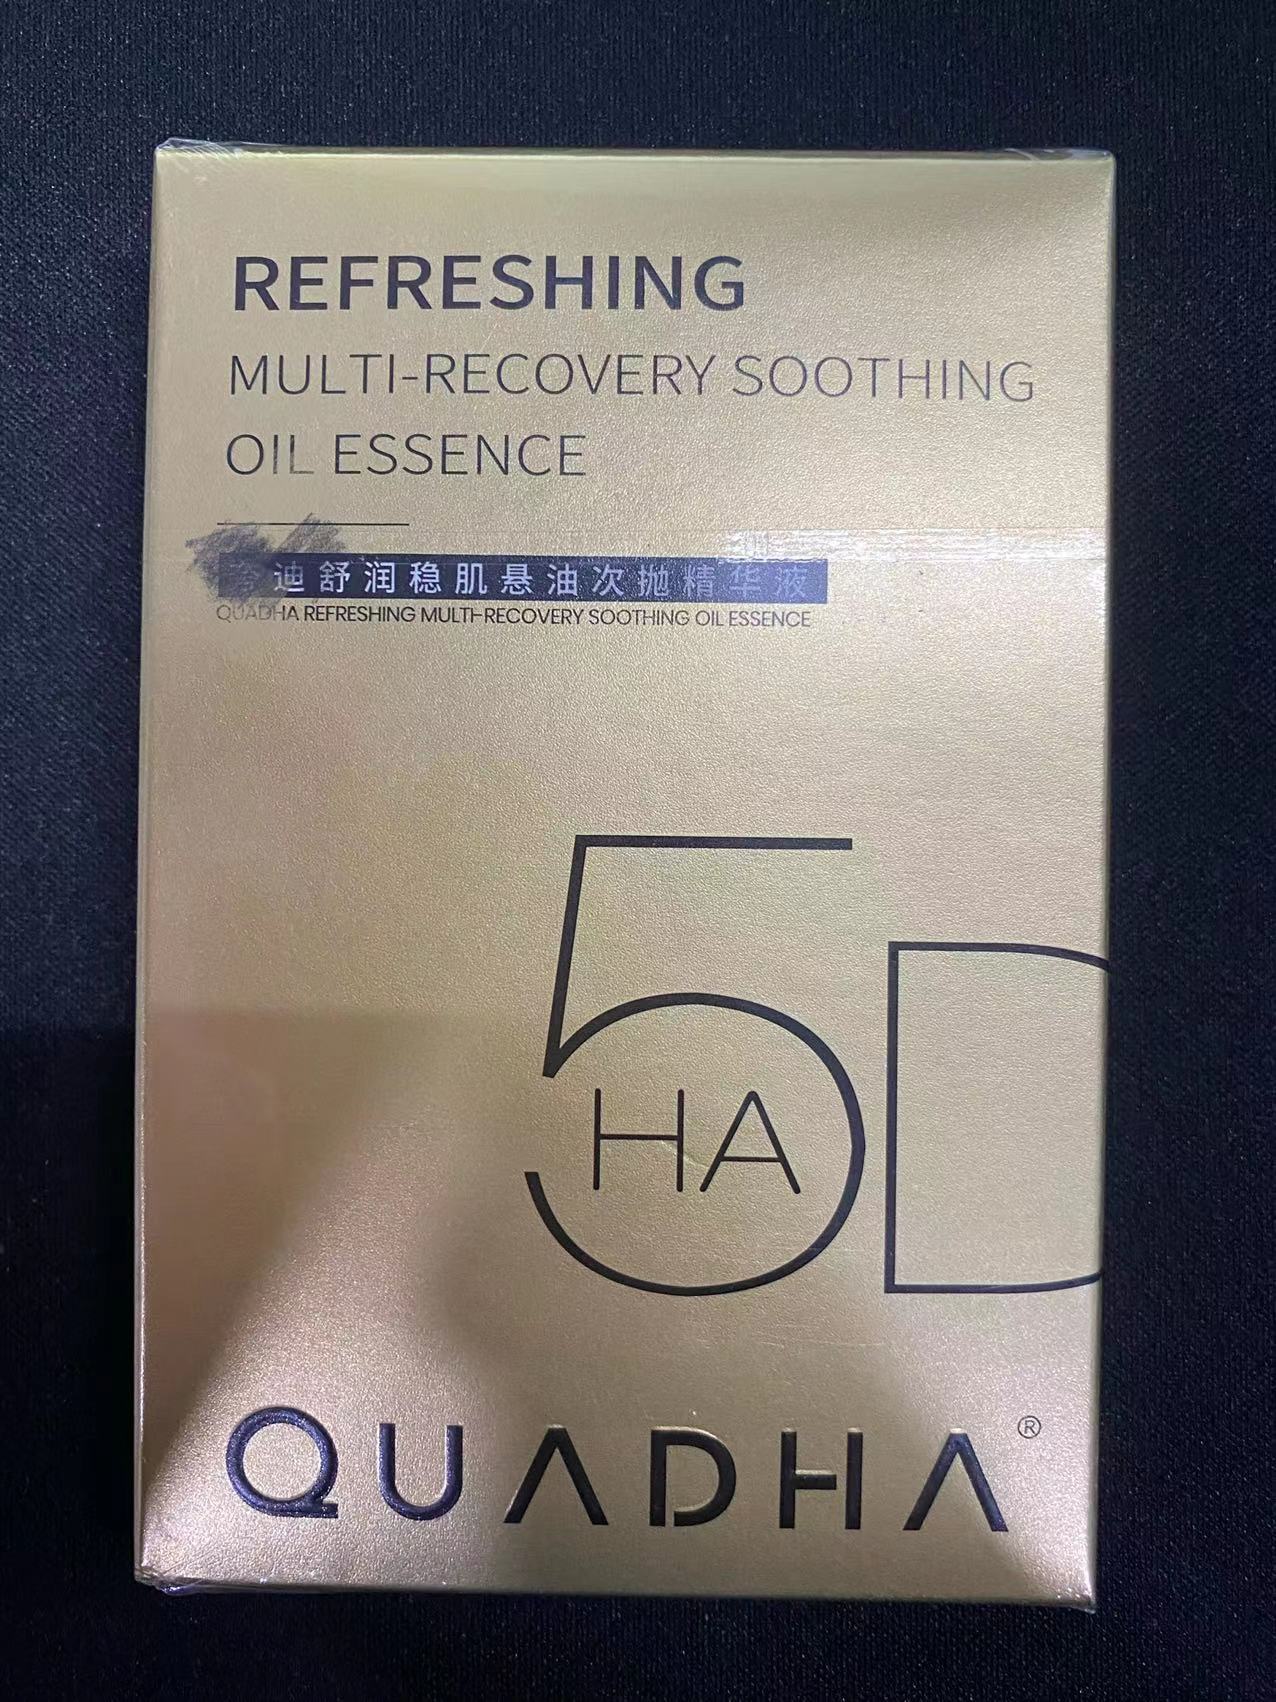 REFRESHING
MULTI-RECOVERY SOOTHING
OIL ESSENCE
迪舒润稳肌悬油次抛精华液
QUADHA REFRESHING MULTI-RECOVERY SOOTHING OIL ESSENCE
5D
HA
QUADHA®